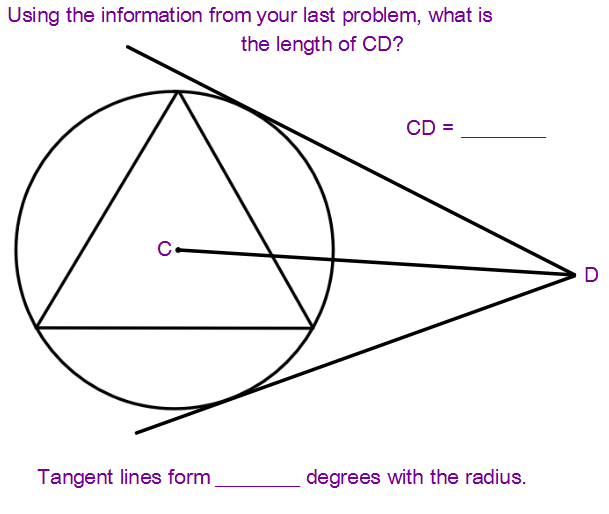 Using the information from your last problem, what is
the length of CD?
CD = ________
C
D
Tangent lines form ________ degrees with the radius.